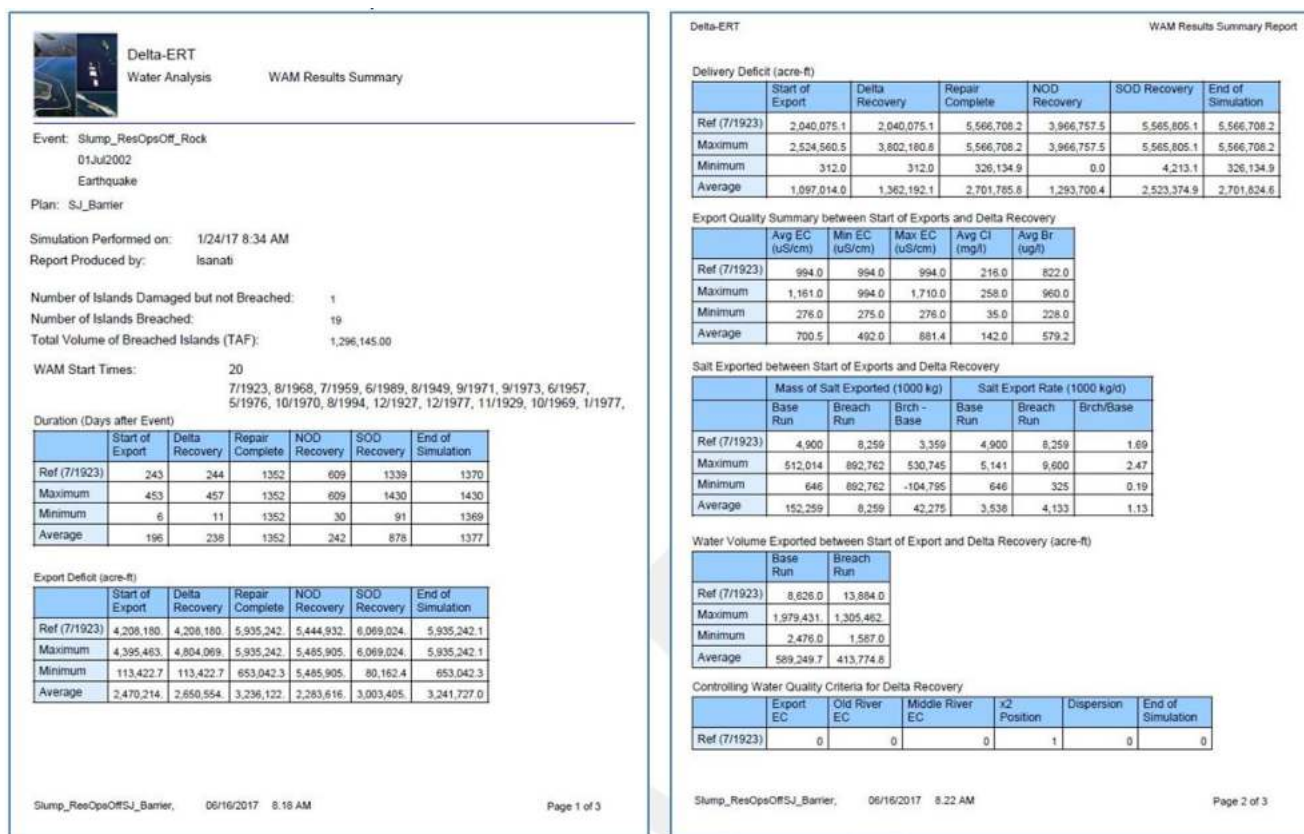 Delta-ERT
Water Analysis WAM Results Summary
Event: Slump_ResOpsOff_Rock
01Jul2002
Earthquake
Plan: SJ_Barrier
Simulation Performed on: 1/24/17 8:34 AM
Report Produced by: lsanati
Number of Islands Damaged but not Breached: 1
Number of Islands Breached: 19
Total Volume of Breached Islands (TAF): 1,296,145.00
WAM Start Times: 20
7/1923, 8/1968, 7/1959, 6/1989, 8/1949, 9/1971, 9/1973, 6/1957,
5/1976, 10/1970, 8/1994, 12/1927, 12/1977, 11/1929, 10/1969, 1/1977,
Duration (Days after Event)
Start of Export Delta Recovery Repair Complete NOD Recovery SOD Recovery End of Simulation
Ref (7/1923) 243 244 1352 609 1339 1370
Maximum 453 457 1352 609 1430 1430
Minimum 6 11 1352 30 91 1369
Average 196 238 1352 242 878 1377
Export Deficit (acre-ft)
Start of Export Delta Recovery Repair Complete NOD Recovery SOD Recovery End of Simulation
Ref (7/1923) 4,208,180. 4,208,180. 5,935,242. 5,444,932. 6,069,024. 5,935,242.1
Maximum 4,395,463. 4,804,069. 5,935,242. 5,485,905. 6,069,024. 5,935,242.1
Minimum 113,422.7 113,422.7 653,042.3 5,485,905. 80,162.4 653,042.3
Average 2,470,214. 2,650,554. 3,236,122. 2,283,616. 3,003,405. 3,241,727.0
Slump_ResOpsOffSJ_Barrier, 06/16/2017 8.18 AM Page 1 of 3
Delta-ERT WAM Results Summary Report
Delivery Deficit (acre-ft)
Start of Export Delta Recovery Repair Complete NOD Recovery SOD Recovery End of Simulation
Ref (7/1923) 2,040,075.1 2,040,075.1 5,566,708.2 3,966,757.5 5,565,805.1 5,566,708.2
Maximum 2,524,560.5 3,802,180.8 5,566,708.2 3,966,757.5 5,565,805.1 5,566,708.2
Minimum 312.0 312.0 326,134.9 0.0 4,213.1 326,134.9
Average 1,097,014.0 1,362,192.1 2,701,785.8 1,293,700.4 2,523,374.9 2,701,824.6
Export Quality Summary between Start of Exports and Delta Recovery
Avg EC (uS/cm) Min EC (uS/cm) Max EC (uS/cm) Avg Cl (mg/l) Avg Br (ug/l)
Ref (7/1923) 994.0 994.0 994.0 216.0 822.0
Maximum 1,161.0 994.0 1,710.0 258.0 960.0
Minimum 276.0 275.0 276.0 35.0 228.0
Average 700.5 492.0 881.4 142.0 579.2
Salt Exported between Start of Exports and Delta Recovery
Mass of Salt Exported (1000 kg) Salt Export Rate (1000 kg/d)
Base Run Breach Run Brch - Base Base Run Breach Run Brch/Base
Ref (7/1923) 4,900 8,259 3,359 4,900 8,259 1.69
Maximum 512,014 892,762 530,745 5,141 9,600 2.47
Minimum 646 892,762 -104,795 646 325 0.19
Average 152,259 8,259 42,275 3,538 4,133 1.13
Water Volume Exported between Start of Export and Delta Recovery (acre-ft)
Base Run Breach Run
Ref (7/1923) 8,626.0 13,884.0
Maximum 1,979,431. 1,305,462.
Minimum 2,476.0 1,587.0
Average 589,249.7 413,774.8
Controlling Water Quality Criteria for Delta Recovery
Export EC Old River EC Middle River EC x2 Position Dispersion End of Simulation
Ref (7/1923) 0 0 0 1 0 0
Slump_ResOpsOffSJ_Barrier, 06/16/2017 8.22 AM Page 2 of 3